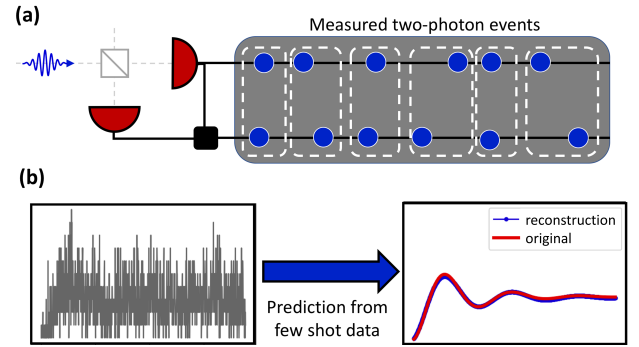 (a)
Measured two-photon events
(b)
reconstruction
original
Prediction from
few shot data